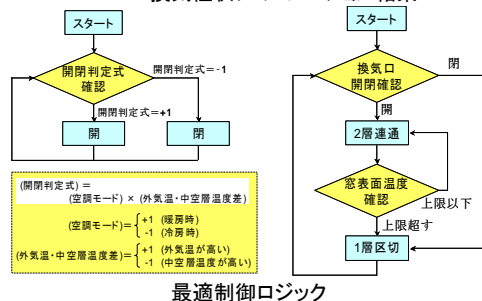 スタート
開閉判定式
確認
開閉判定式=-1
開閉判定式=+1
開
閉
(開閉判定式) =
(空調モード) × (外気温・中空層温度差)
(空調モード)=
+1 (暖房時)
-1 (冷房時)
(外気温・中空層温度差)=
+1 (外気温が高い)
-1 (中空層温度が高い)
スタート
換気口
開閉確認
閉
開
2層連通
窓表面温度
確認
上限以下
上限超す
1層区切
最適制御ロジック